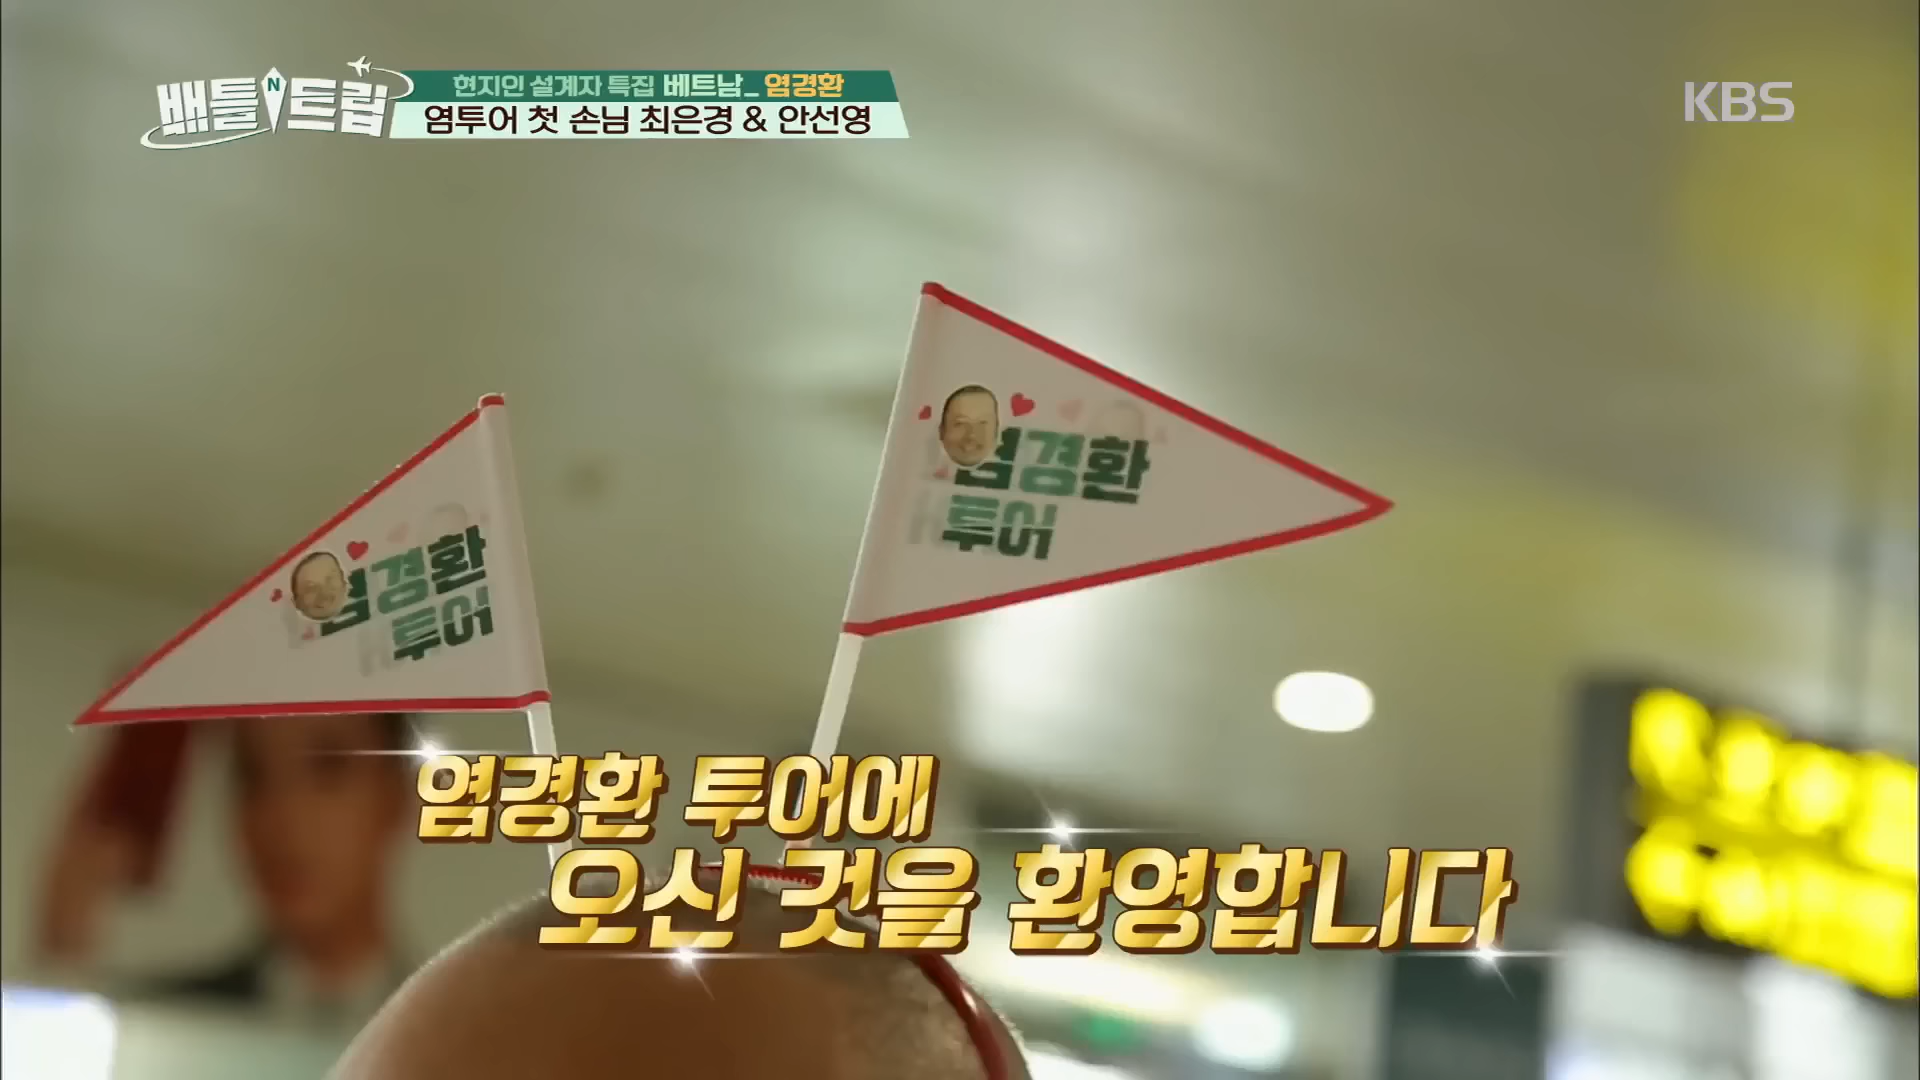 배틀트립
N
현지인 설계자 특집 베트남_ 염경환
염투어 첫 손님 최은경 & 안선영
KBS
염경환
투어
염경환
투어
염경환 투어에
오신 것을 환영합니다